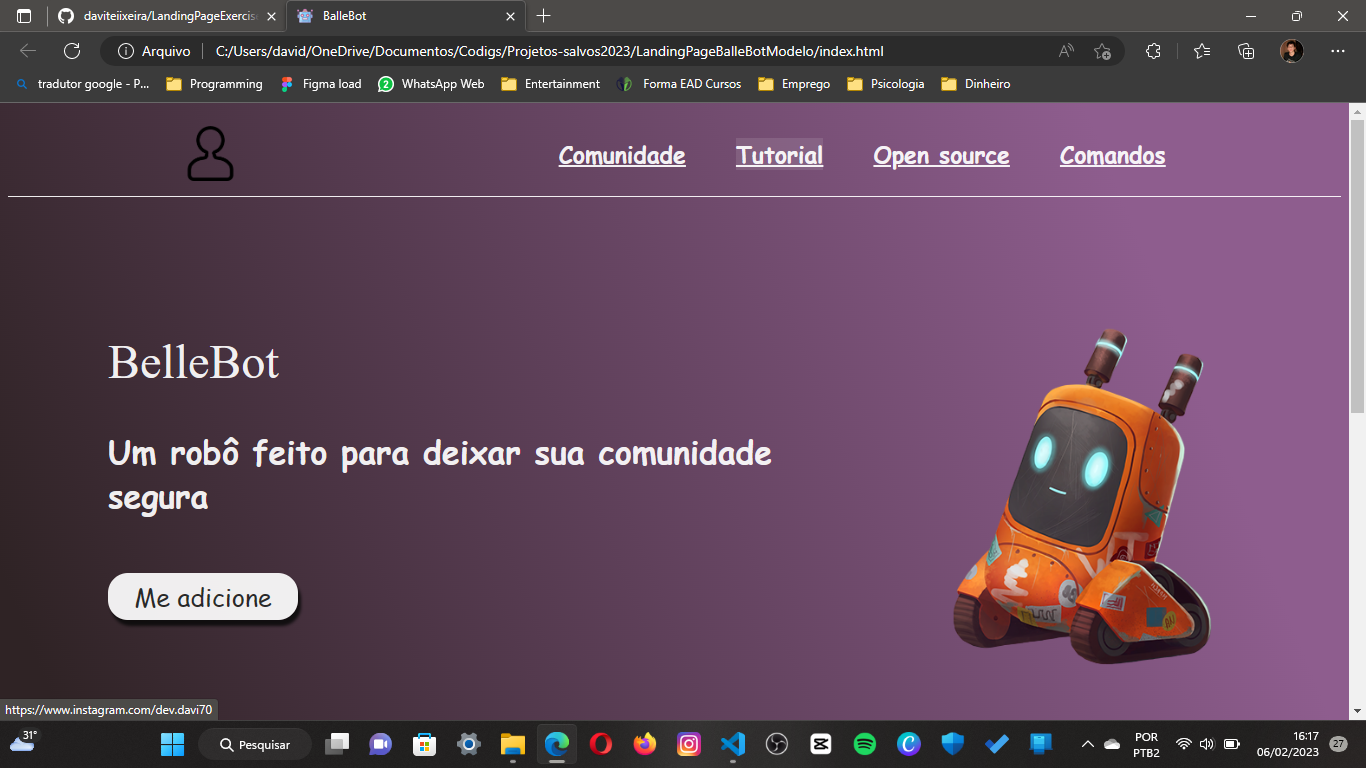 daviteiixeira/LandingPageExercise
BalleBot
Arquivo
C:/Users/david/OneDrive/Documentos/Codigs/Projetos-salvos2023/LandingPageBalleBotModelo/index.html
tradutor google - P...
Programming
Figma load
2
WhatsApp Web
Entertainment
Forma EAD Cursos
Emprego
Psicologia
Dinheiro
Comunidade
Tutorial
Open source
Comandos
BelleBot
Um robô feito para deixar sua comunidade
segura
Me adicione
https://www.instagram.com/dev.davi70
31°
Pesquisar
POR
PTB2
16:17
06/02/2023
27